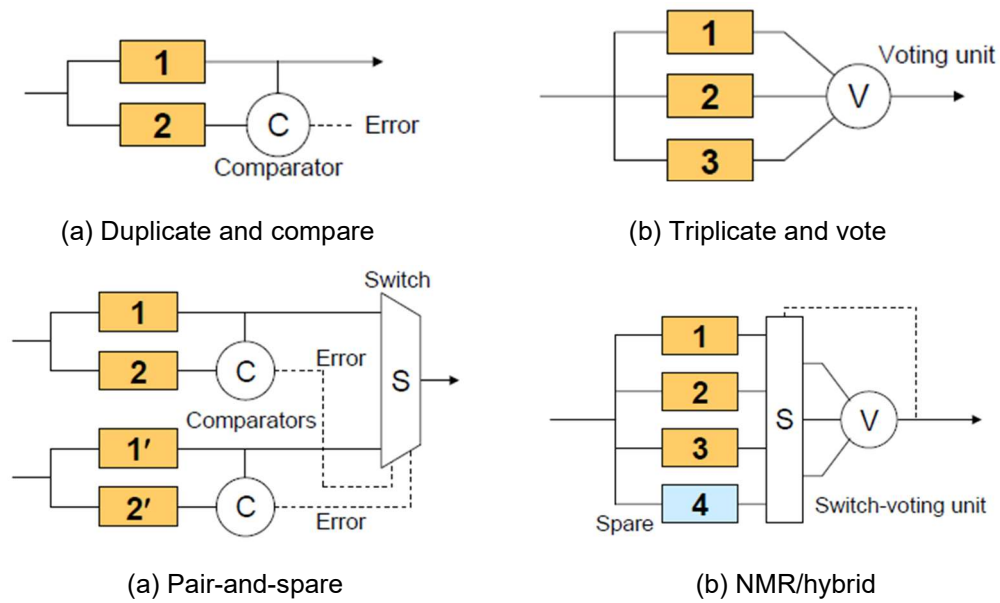 1
2
C
Error
Comparator
(a) Duplicate and compare
1
2
3
V
Voting unit
(b) Triplicate and vote
Switch
1
2
C
Error
Comparators
S
1′
2′
C
Error
(a) Pair-and-spare
1
2
3
4
S
V
Spare
Switch-voting unit
(b) NMR/hybrid